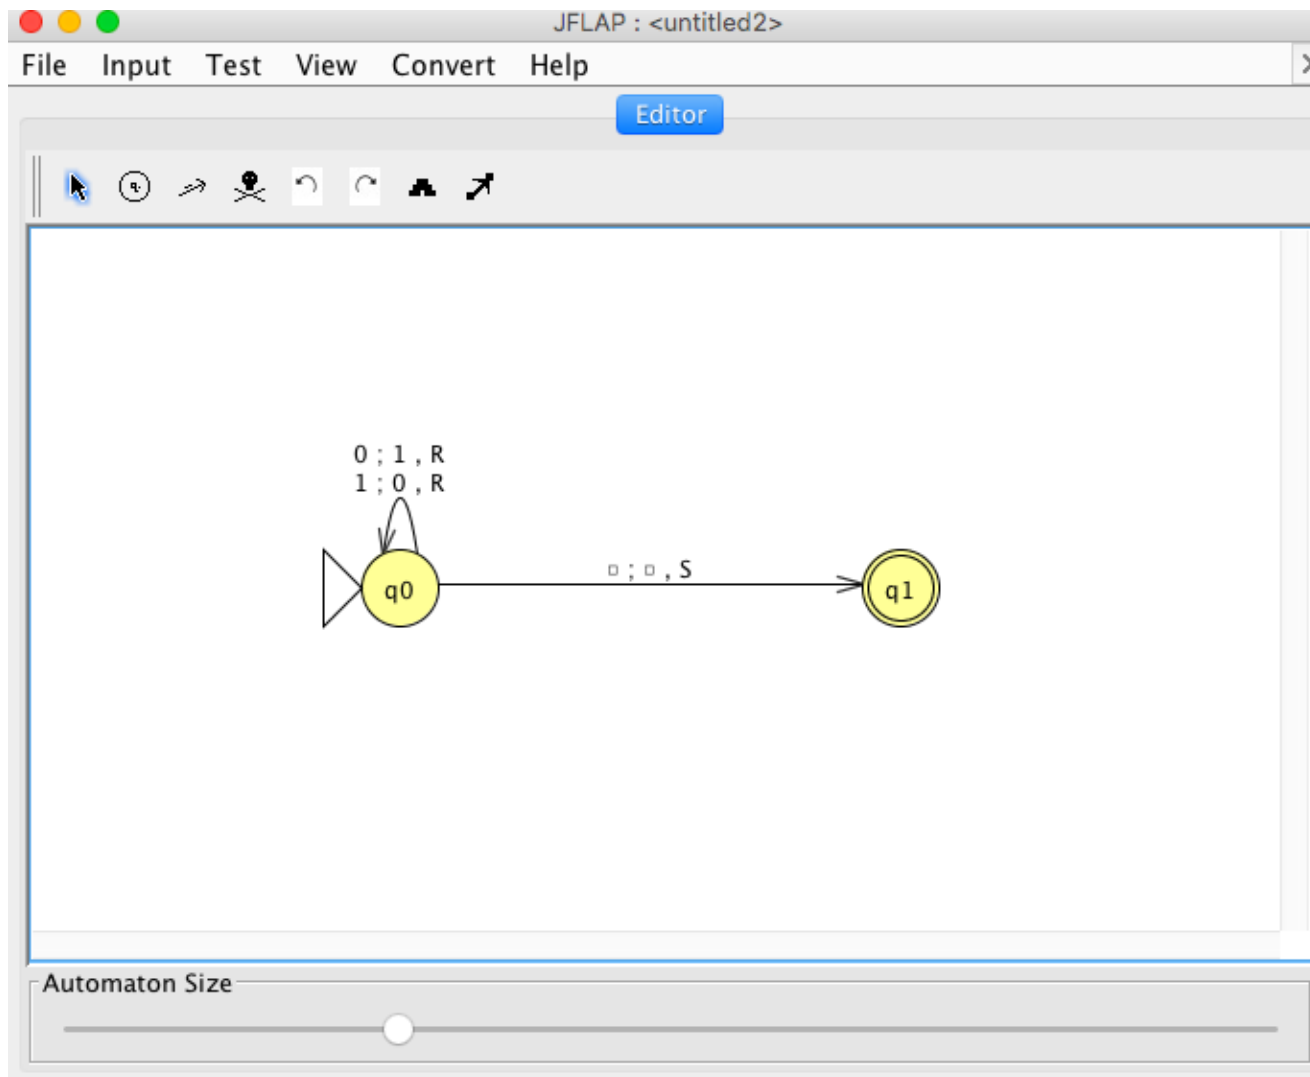 JFLAP : <untitled2>
File Input Test View Convert Help
Editor
0 ; 1 , R
1 ; 0 , R
□ ; □ , S
q0
q1
Automaton Size